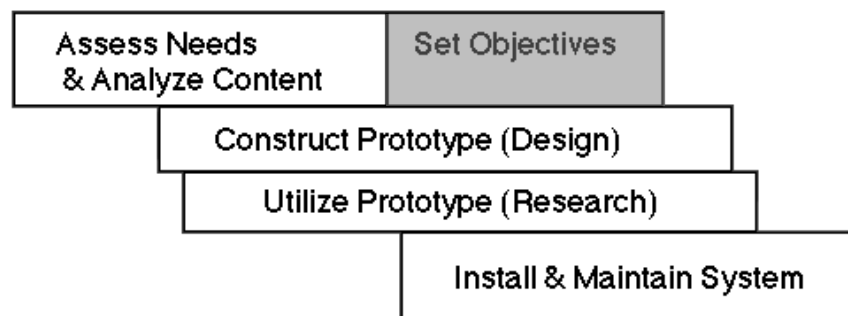 Assess Needs
& Analyze Content
Set Objectives
Construct Prototype (Design)
Utilize Prototype (Research)
Install & Maintain System